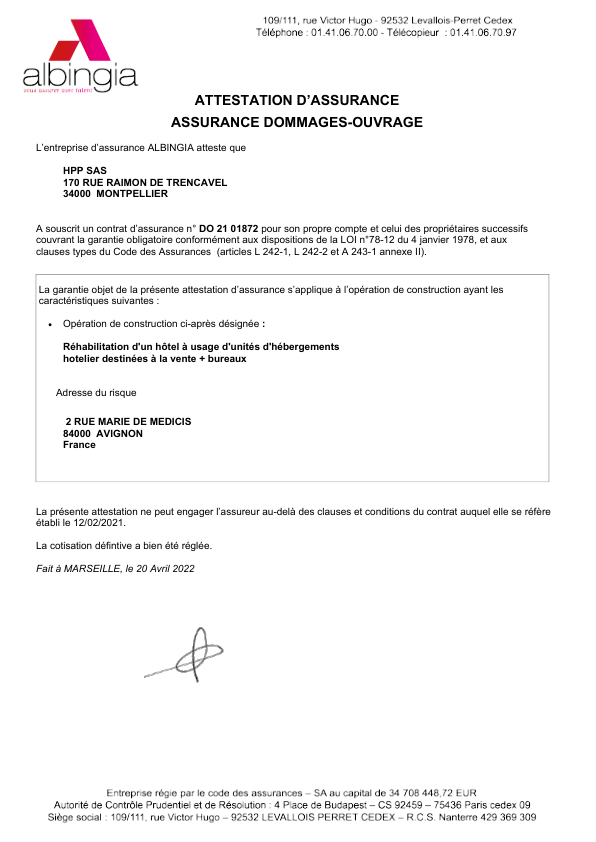 109/111, rue Victor Hugo - 92532 Levallois-Perret Cedex
Téléphone : 01.41.06.70.00 - Télécopieur : 01.41.06.70.97
albingia
vous assurer avec talent
ATTESTATION D'ASSURANCE
ASSURANCE DOMMAGES-OUVRAGE
L'entreprise d'assurance ALBINGIA atteste que
HPP SAS
170 RUE RAIMON DE TRENCAVEL
34000 MONTPELLIER
A souscrit un contrat d'assurance n° DO 21 01872 pour son propre compte et celui des propriétaires successifs
couvrant la garantie obligatoire conformément aux dispositions de la LOI n°78-12 du 4 janvier 1978, et aux
clauses types du Code des Assurances (articles L 242-1, L 242-2 et A 243-1 annexe II).
La garantie objet de la présente attestation d'assurance s'applique à l'opération de construction ayant les
caractéristiques suivantes :
• Opération de construction ci-après désignée :
Réhabilitation d'un hôtel à usage d'unités d'hébergements
hotelier destinées à la vente + bureaux
Adresse du risque
2 RUE MARIE DE MEDICIS
84000 AVIGNON
France
La présente attestation ne peut engager l'assureur au-delà des clauses et conditions du contrat auquel elle se réfère
établi le 12/02/2021.
La cotisation défintive a bien été réglée.
Fait à MARSEILLE, le 20 Avril 2022
Entreprise régie par le code des assurances – SA au capital de 34 708 448,72 EUR
Autorité de Contrôle Prudentiel et de Résolution : 4 Place de Budapest – CS 92459 – 75436 Paris cedex 09
Siège social : 109/111, rue Victor Hugo – 92532 LEVALLOIS PERRET CEDEX – R.C.S. Nanterre 429 369 309